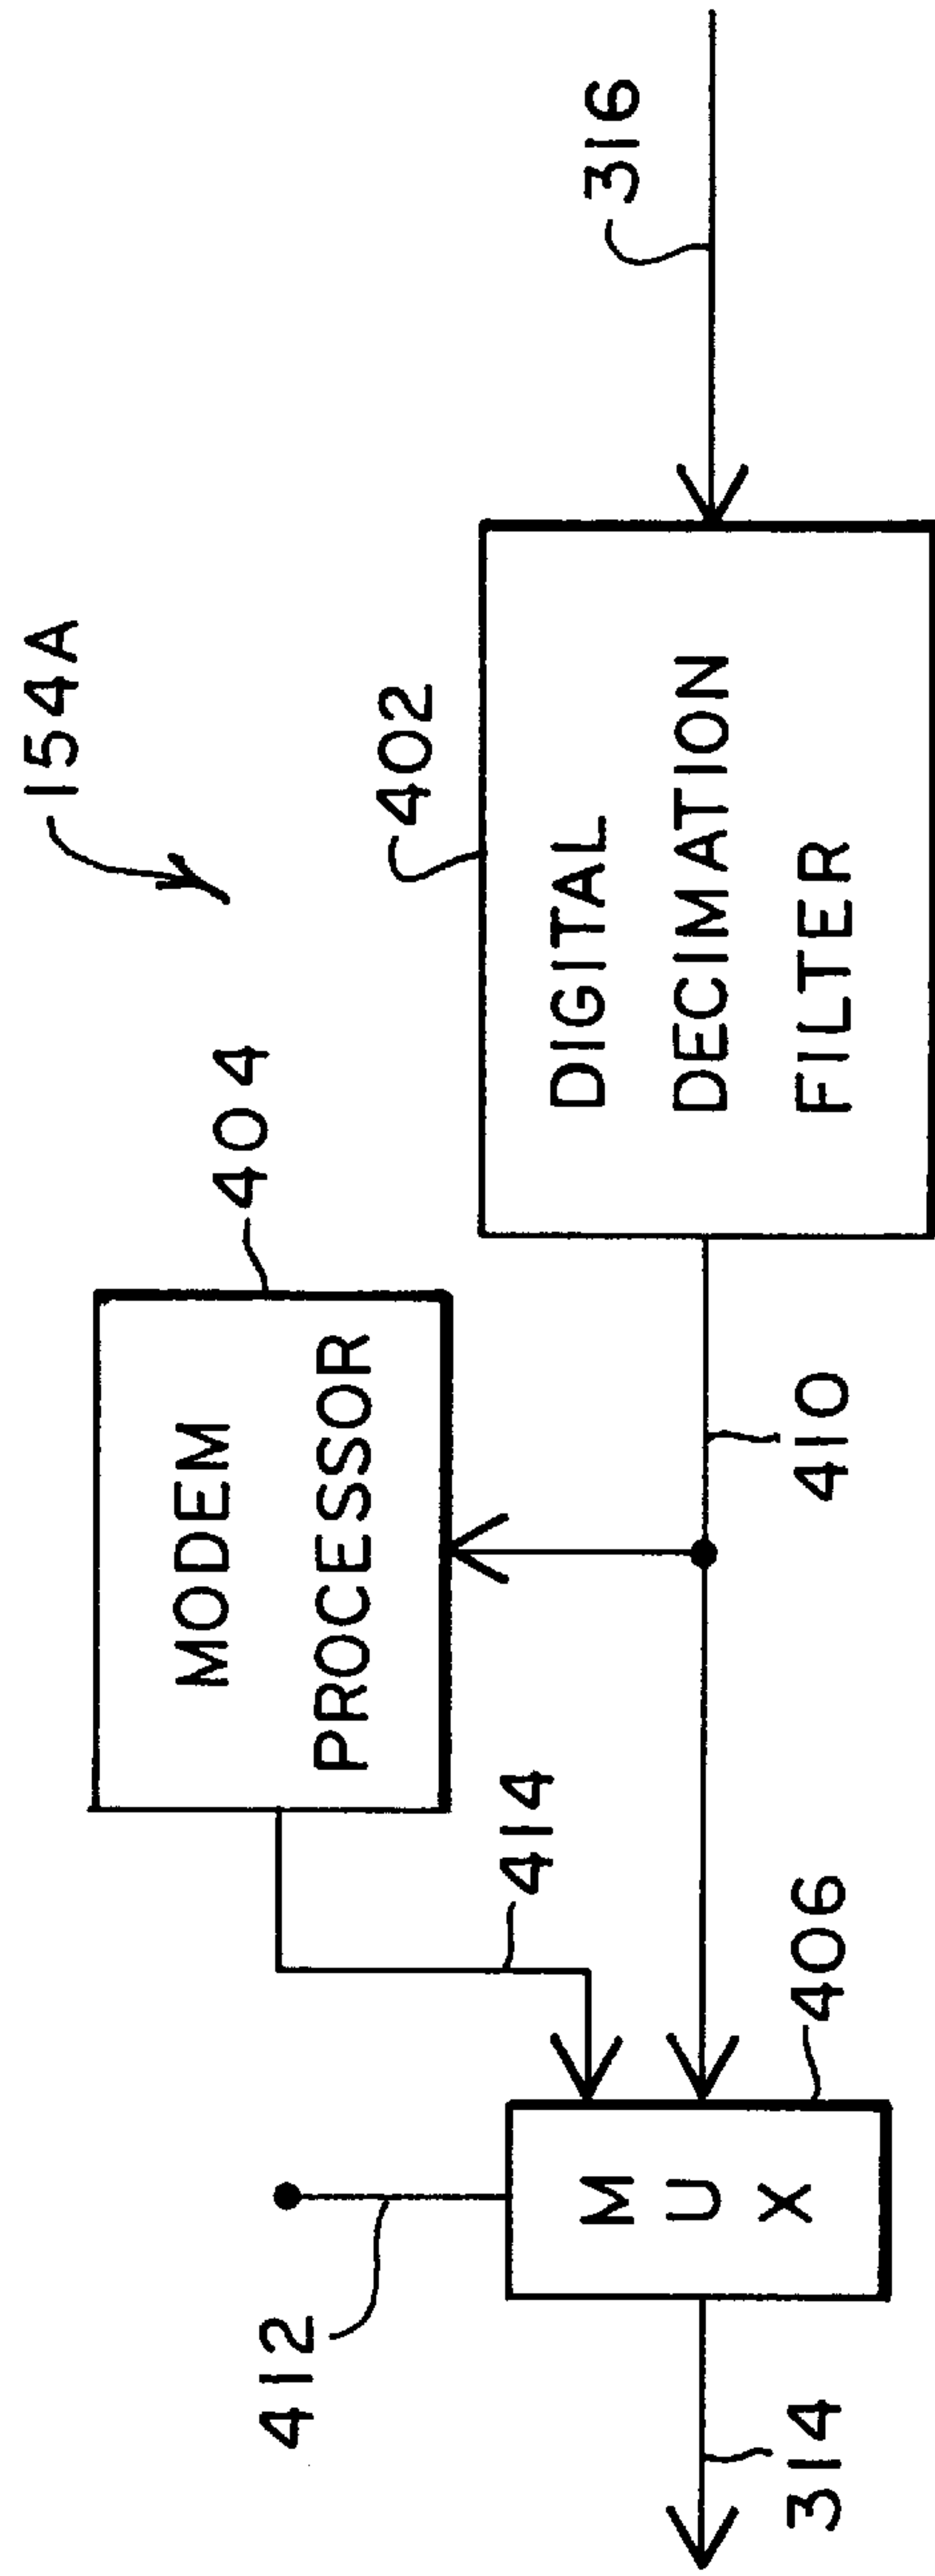 154A
404
402
316
MODEM
PROCESSOR
DIGITAL
DECIMATION
FILTER
412
414
410
MUX
406
314